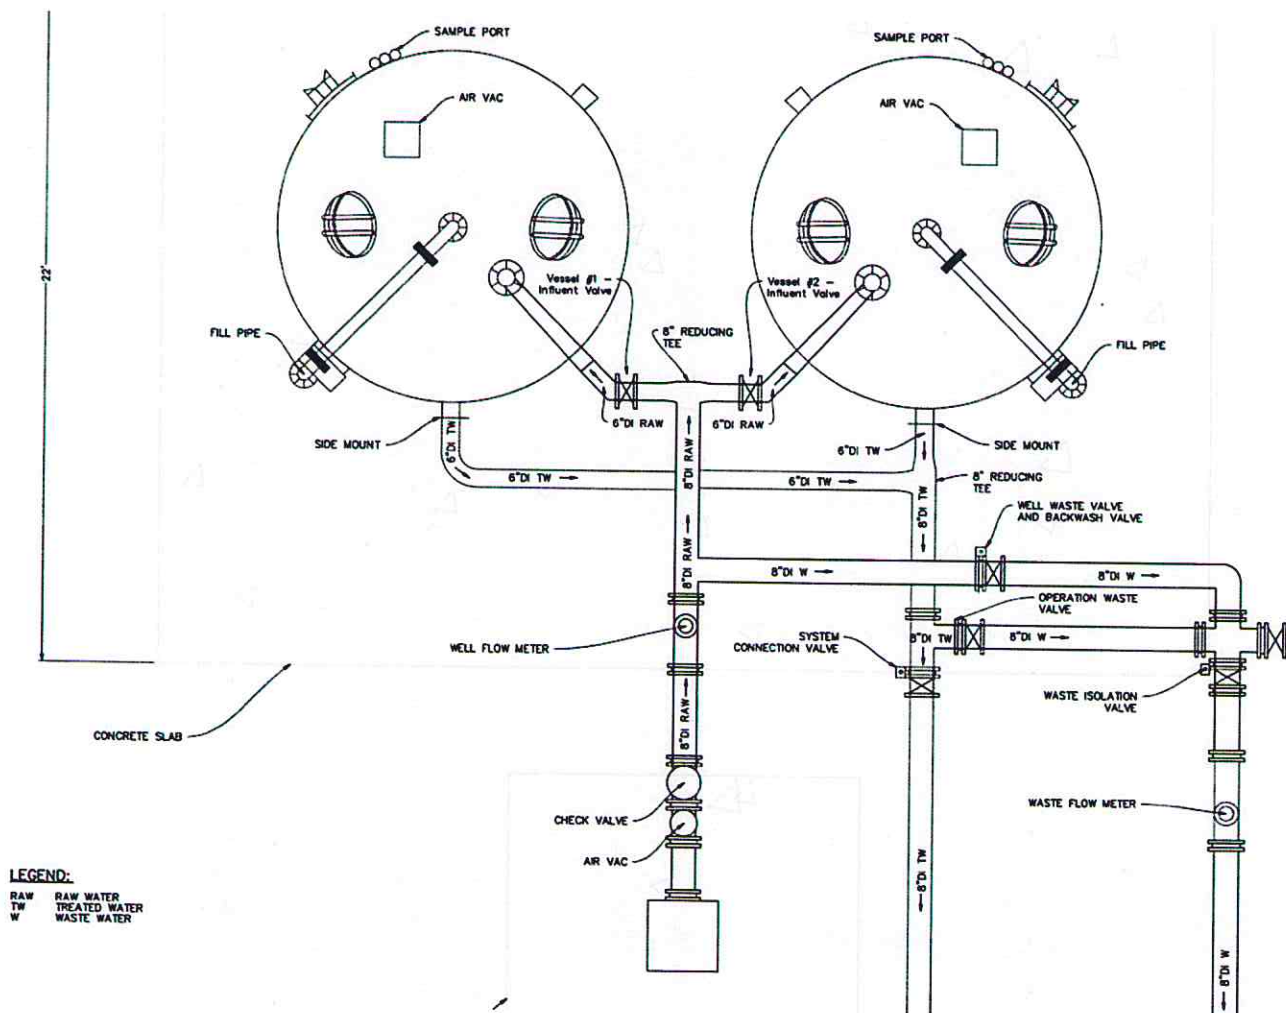 SAMPLE PORT
SAMPLE PORT
AIR VAC
AIR VAC
22'
Vessel #1 –
Influent Valve
Vessel #2 –
Influent Valve
FILL PIPE
8" REDUCING
TEE
FILL PIPE
6"DI RAW
6"DI RAW
SIDE MOUNT
6"DI TW
8"DI RAW
6"DI TW
SIDE MOUNT
6"DI TW
6"DI TW
8" REDUCING
TEE
8"DI TW
WELL WASTE VALVE
AND BACKWASH VALVE
8"DI RAW
8"DI W
8"DI W
OPERATION WASTE
VALVE
WELL FLOW METER
SYSTEM
CONNECTION VALVE
8"DI TW
8"DI W
8"DI RAW
WASTE ISOLATION
VALVE
CONCRETE SLAB
CHECK VALVE
WASTE FLOW METER
AIR VAC
8"DI TW
LEGEND:
RAW RAW WATER
TW TREATED WATER
W WASTE WATER
8"DI W